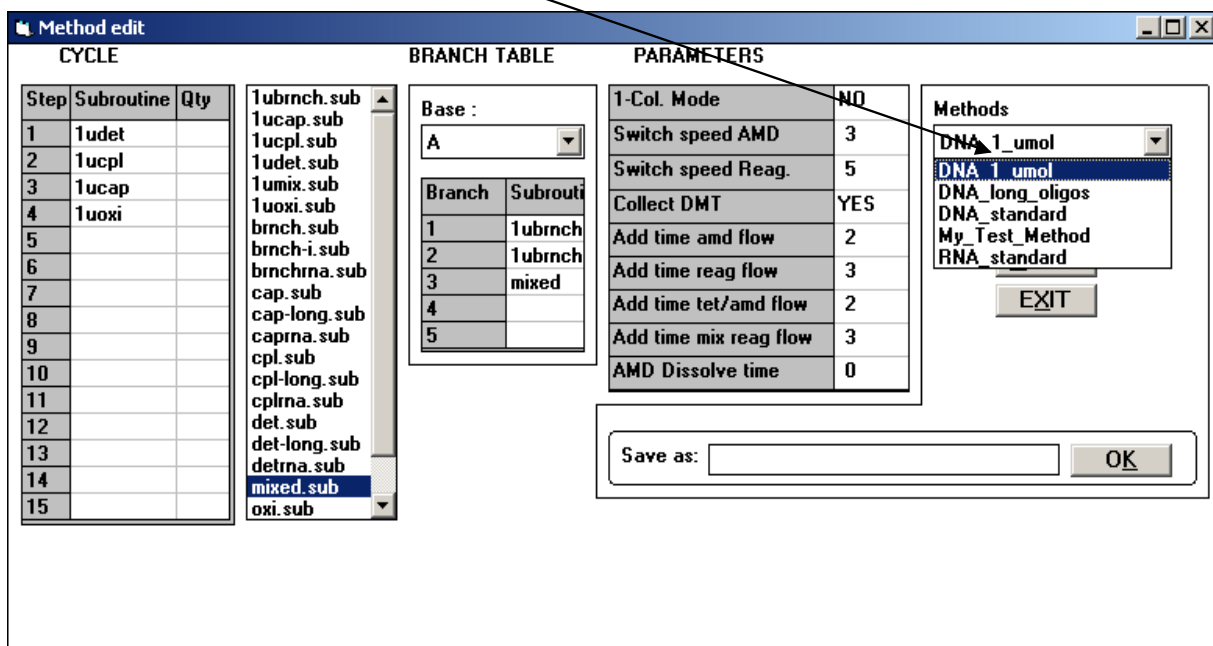 Method edit
CYCLE
BRANCH TABLE
PARAMETERS
Step Subroutine Qty
1 1udet
2 1ucpl
3 1ucap
4 1uoxi
5
6
7
8
9
10
11
12
13
14
15
1ubrnch.sub
1ucap.sub
1ucpl.sub
1udet.sub
1umix.sub
1uoxi.sub
brnch.sub
brnch-i.sub
brnchrna.sub
cap.sub
cap-long.sub
caprna.sub
cpl.sub
cpl-long.sub
cplrna.sub
det.sub
det-long.sub
detrna.sub
mixed.sub
oxi.sub
Base :
A
Branch Subrouti
1 1ubrnch
2 1ubrnch
3 mixed
4
5
1-Col. Mode NO
Switch speed AMD 3
Switch speed Reag. 5
Collect DMT YES
Add time amd flow 2
Add time reag flow 3
Add time tet/amd flow 2
Add time mix reag flow 3
AMD Dissolve time 0
Methods
DNA_1_umol
DNA_1_umol
DNA_long_oligos
DNA_standard
My_Test_Method
RNA_standard
EXIT
Save as:
OK